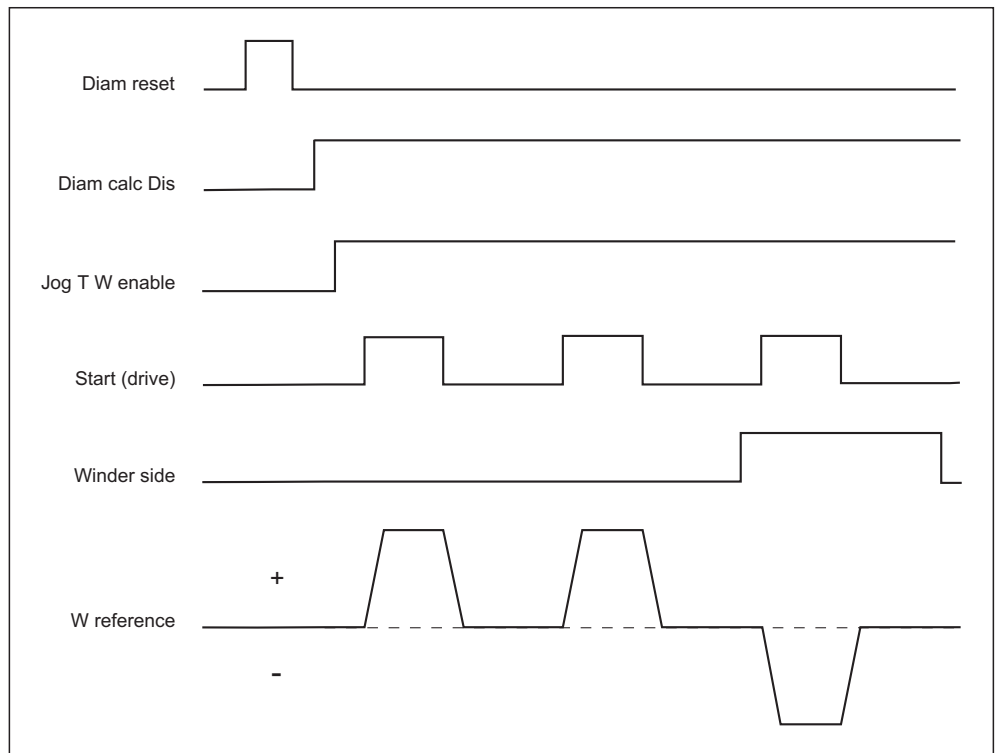 Diam reset
Diam calc Dis
Jog T W enable
Start (drive)
Winder side
+
W reference
-